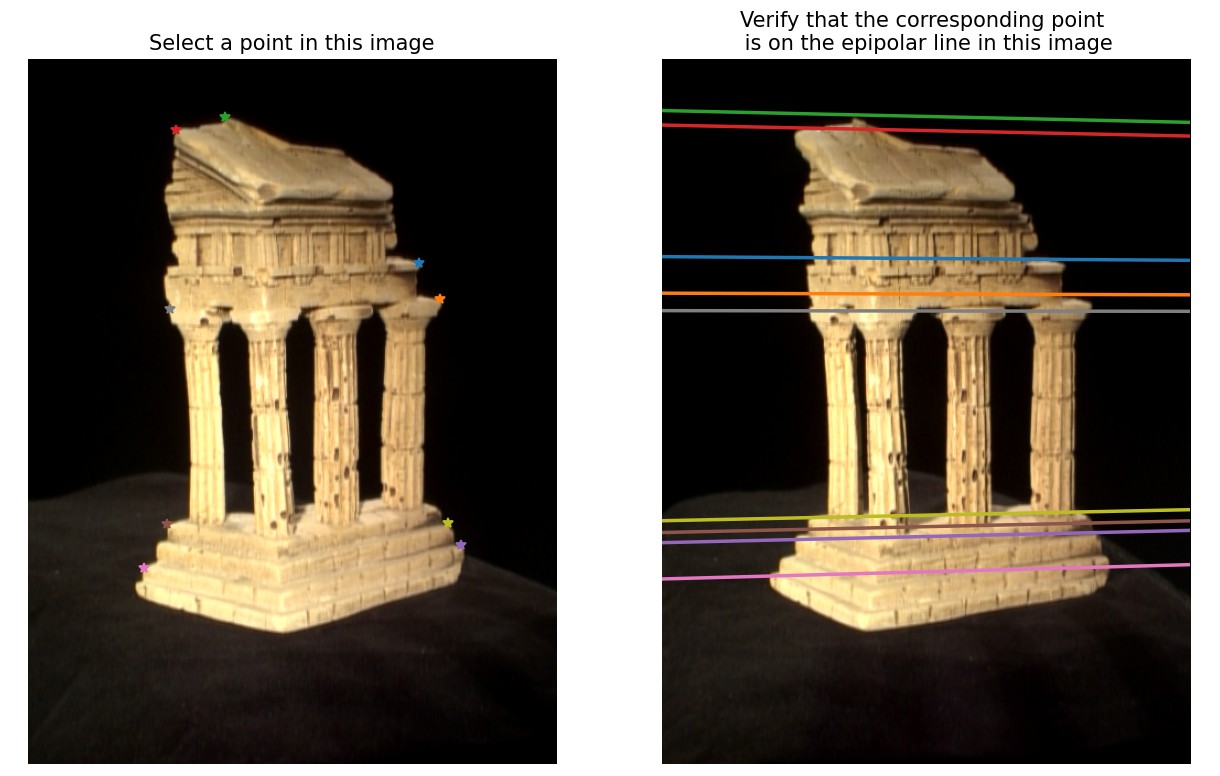 Select a point in this image
Verify that the corresponding point
is on the epipolar line in this image